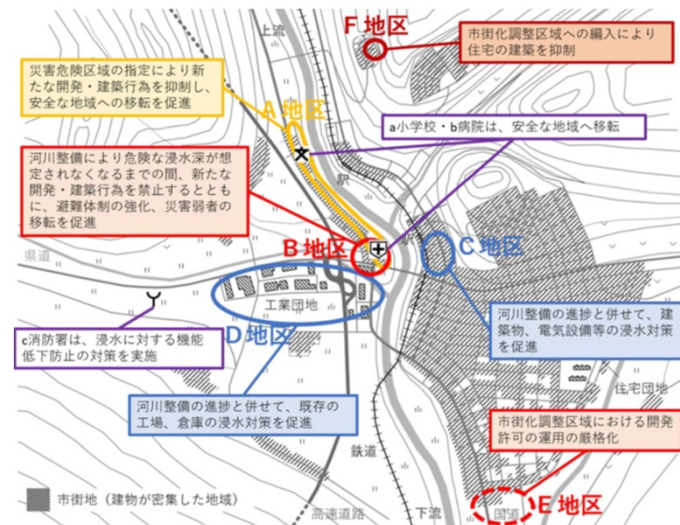 上流
F地区
市街化調整区域への編入により
住宅の建築を抑制
災害危険区域の指定により新
たな開発・建築行為を抑制し、
安全な地域への移転を促進
A地区
a小学校・b病院は、安全な地域へ移転
河川整備により危険な浸水深が想
定されなくなるまでの間、新たな
開発・建築行為を禁止するととも
に、避難体制の強化、災害弱者の
移転を促進
駅
B地区
C地区
県道
工業団地
D地区
c消防署は、浸水に対する機能
低下防止の対策を実施
河川整備の進捗と併せて、建
築物、電気設備等の浸水対策
を促進
住宅団地
河川整備の進捗と併せて、既存の
工場、倉庫の浸水対策を促進
市街化調整区域における開発
許可の運用の厳格化
鉄道
市街地（建物が密集した地域）
高速道路
下流
国道
E地区